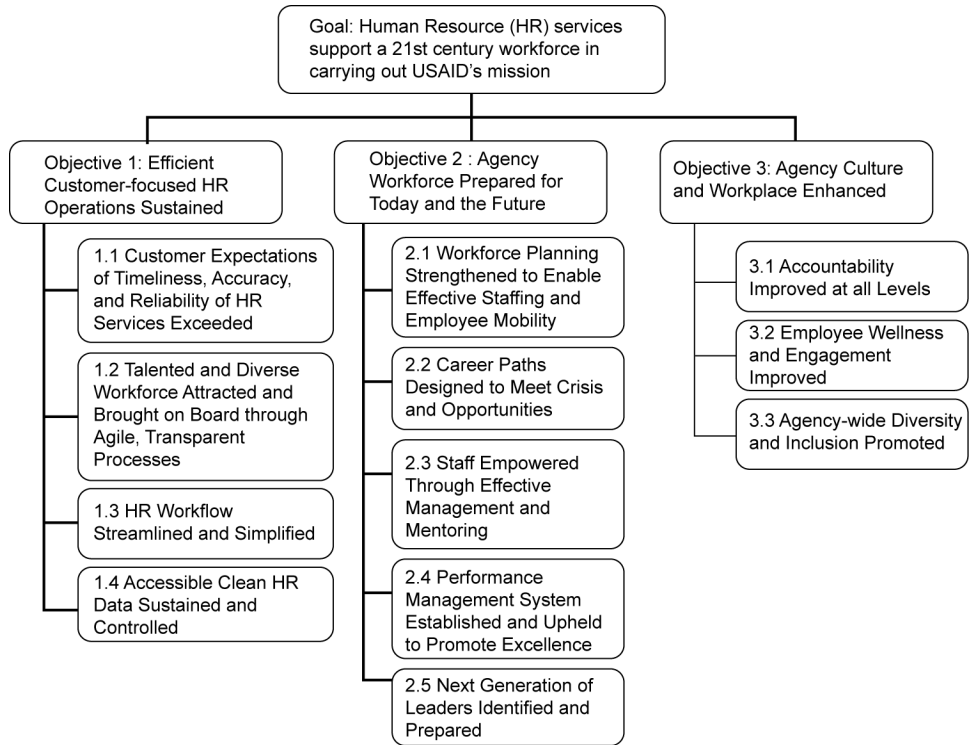 Goal: Human Resource (HR) services
support a 21st century workforce in
carrying out USAID's mission
Objective 1: Efficient
Customer-focused HR
Operations Sustained
1.1 Customer Expectations
of Timeliness, Accuracy,
and Reliability of HR
Services Exceeded
1.2 Talented and Diverse
Workforce Attracted and
Brought on Board through
Agile, Transparent
Processes
1.3 HR Workflow
Streamlined and Simplified
1.4 Accessible Clean HR
Data Sustained and
Controlled
Objective 2 : Agency
Workforce Prepared for
Today and the Future
2.1 Workforce Planning
Strengthened to Enable
Effective Staffing and
Employee Mobility
2.2 Career Paths
Designed to Meet Crisis
and Opportunities
2.3 Staff Empowered
Through Effective
Management and
Mentoring
2.4 Performance
Management System
Established and Upheld
to Promote Excellence
2.5 Next Generation of
Leaders Identified and
Prepared
Objective 3: Agency Culture
and Workplace Enhanced
3.1 Accountability
Improved at all Levels
3.2 Employee Wellness
and Engagement
Improved
3.3 Agency-wide Diversity
and Inclusion Promoted